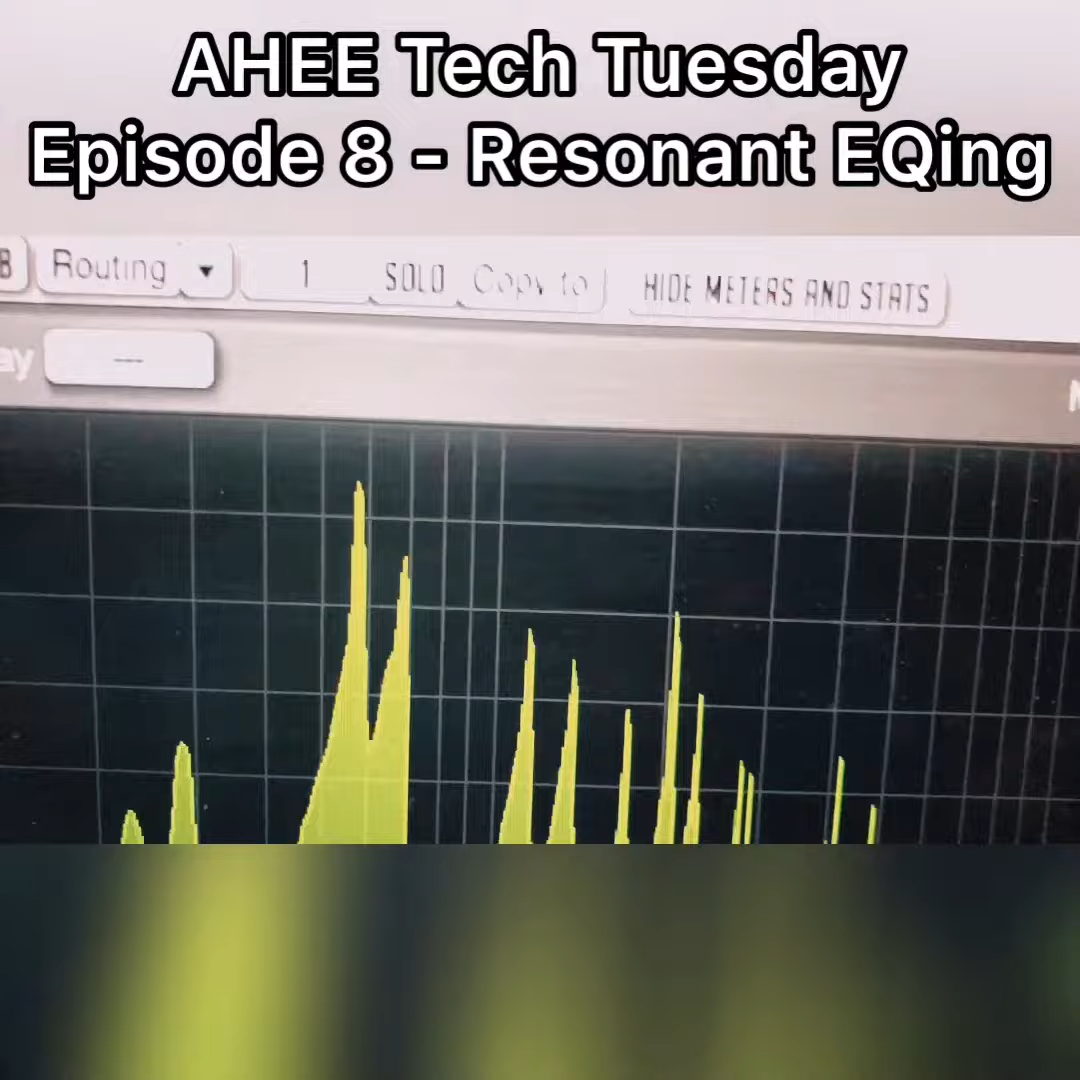 AHEE Tech Tuesday
Episode 8 - Resonant EQing
Routing ▼ 1 SOLO Copy to HIDE METERS AND STATS